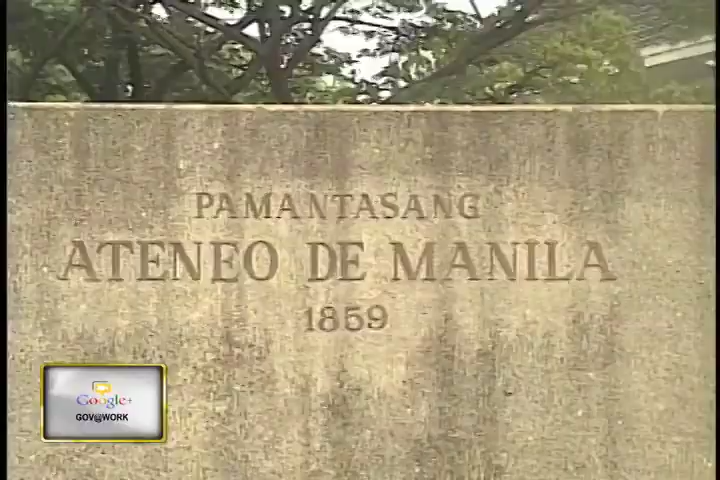 PAMANTASANG
ATENEO DE MANILA
1859
Google+
GOV@WORK